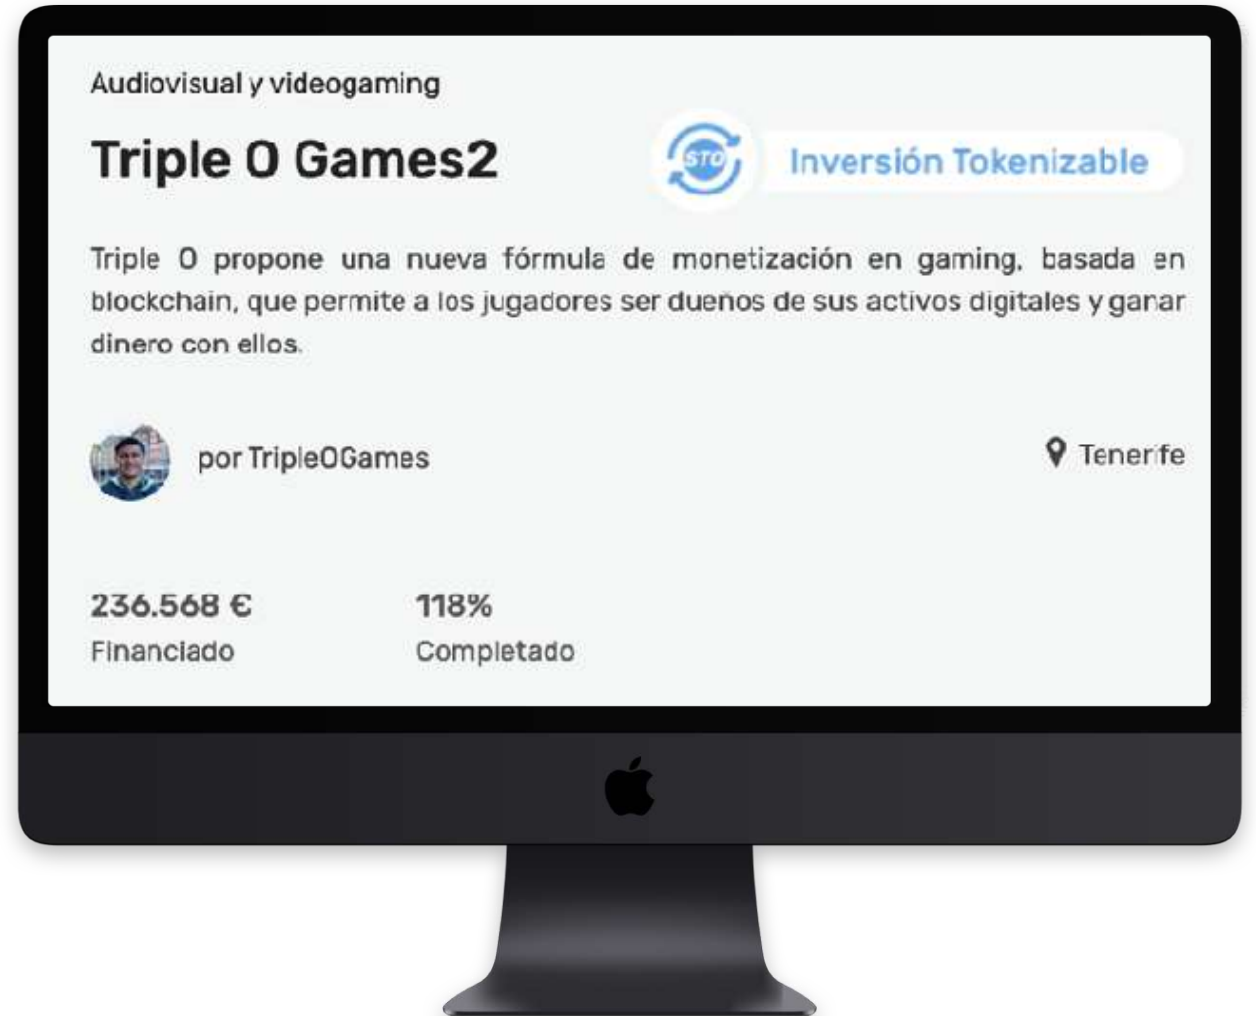 Audiovisual y videogaming
Triple O Games2
STO
Inversión Tokenizable
Triple O propone una nueva fórmula de monetización en gaming, basada en
blockchain, que permite a los jugadores ser dueños de sus activos digitales y ganar
dinero con ellos.
por TripleOGames
Tenerife
236.568 €
118%
Financiado
Completado